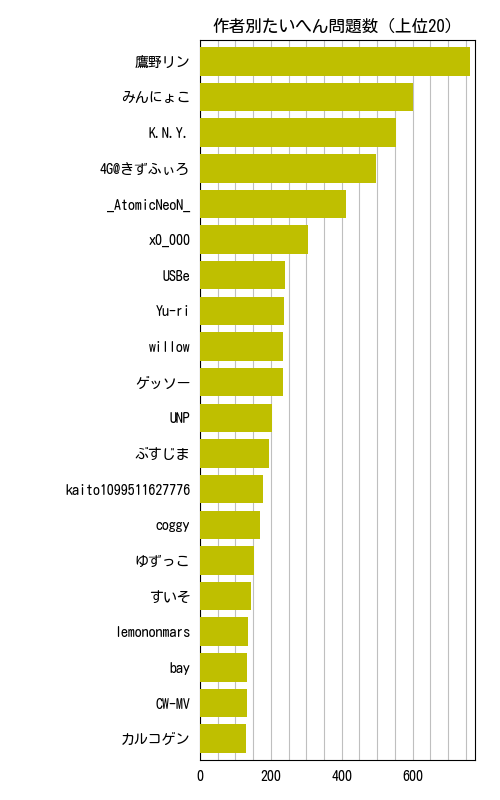 作者別たいへん問題数 (上位20)
鷹野リン
みんにょこ
K.N.Y.
4G@きずふぃろ
_AtomicNeoN_
x0_000
USBe
Yu-ri
willow
ゲッソー
UNP
ぶすじま
kaito1099511627776
coggy
ゆずっこ
すいそ
lemononmars
bay
CW-MV
カルコゲン
0 200 400 600